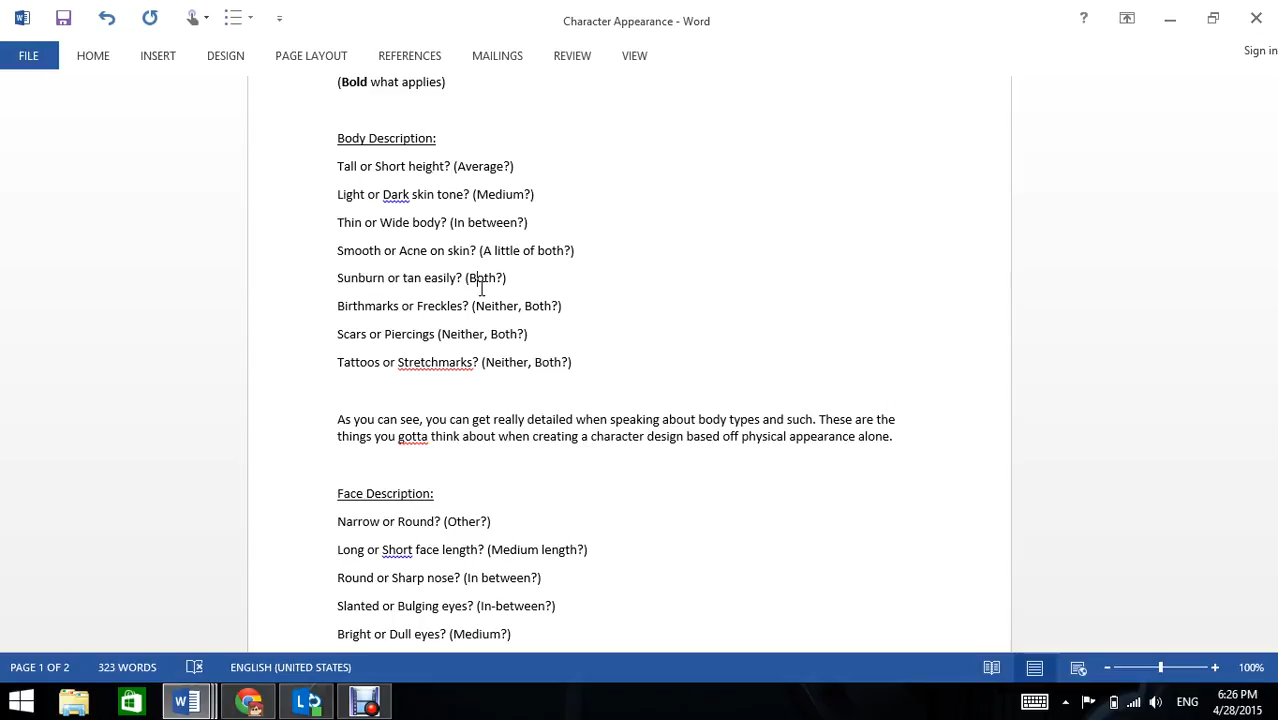 Character Appearance - Word
?
FILE HOME INSERT DESIGN PAGE LAYOUT REFERENCES MAILINGS REVIEW VIEW Sign in
(Bold what applies)
Body Description:
Tall or Short height? (Average?)
Light or Dark skin tone? (Medium?)
Thin or Wide body? (In between?)
Smooth or Acne on skin? (A little of both?)
Sunburn or tan easily? (Both?)
Birthmarks or Freckles? (Neither, Both?)
Scars or Piercings (Neither, Both?)
Tattoos or Stretchmarks? (Neither, Both?)
As you can see, you can get really detailed when speaking about body types and such. These are the
things you gotta think about when creating a character design based off physical appearance alone.
Face Description:
Narrow or Round? (Other?)
Long or Short face length? (Medium length?)
Round or Sharp nose? (In between?)
Slanted or Bulging eyes? (In-between?)
Bright or Dull eyes? (Medium?)
PAGE 1 OF 2 323 WORDS ENGLISH (UNITED STATES) 100%
ENG 6:26 PM
4/28/2015